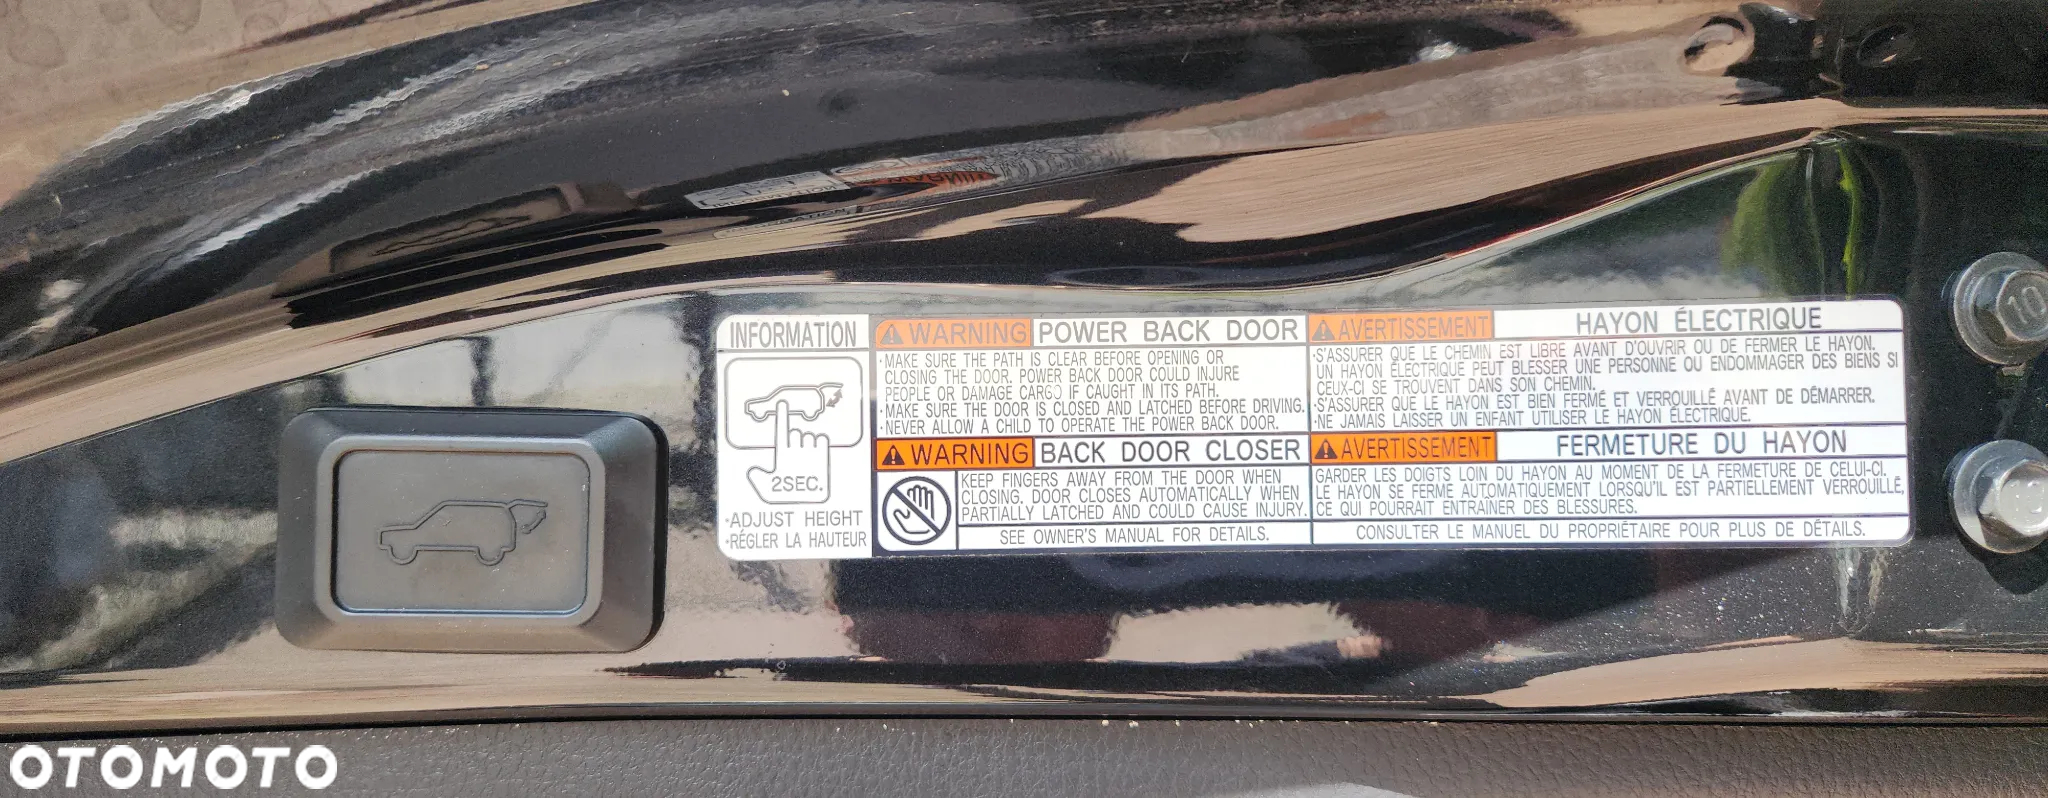 INFORMATION
2SEC.
·ADJUST HEIGHT
·RÉGLER LA HAUTEUR
WARNING POWER BACK DOOR
·MAKE SURE THE PATH IS CLEAR BEFORE OPENING OR
CLOSING THE DOOR. POWER BACK DOOR COULD INJURE
PEOPLE OR DAMAGE CARGO IF CAUGHT IN ITS PATH.
·MAKE SURE THE DOOR IS CLOSED AND LATCHED BEFORE DRIVING.
·NEVER ALLOW A CHILD TO OPERATE THE POWER BACK DOOR.
WARNING BACK DOOR CLOSER
KEEP FINGERS AWAY FROM THE DOOR WHEN
CLOSING. DOOR CLOSES AUTOMATICALLY WHEN
PARTIALLY LATCHED AND COULD CAUSE INJURY.
SEE OWNER'S MANUAL FOR DETAILS.
AVERTISSEMENT HAYON ÉLECTRIQUE
·S'ASSURER QUE LE CHEMIN EST LIBRE AVANT D'OUVRIR OU DE FERMER LE HAYON.
UN HAYON ÉLECTRIQUE PEUT BLESSER UNE PERSONNE OU ENDOMMAGER DES BIENS SI
CEUX-CI SE TROUVENT DANS SON CHEMIN.
·S'ASSURER QUE LE HAYON EST BIEN FERMÉ ET VERROUILLÉ AVANT DE DÉMARRER.
·NE JAMAIS LAISSER UN ENFANT UTILISER LE HAYON ÉLECTRIQUE.
AVERTISSEMENT FERMETURE DU HAYON
GARDER LES DOIGTS LOIN DU HAYON AU MOMENT DE LA FERMETURE DE CELUI-CI.
LE HAYON SE FERME AUTOMATIQUEMENT LORSQU'IL EST PARTIELLEMENT VERROUILLÉ,
CE QUI POURRAIT ENTRAÎNER DES BLESSURES.
CONSULTER LE MANUEL DU PROPRIÉTAIRE POUR PLUS DE DÉTAILS.
10
OTOMOTO